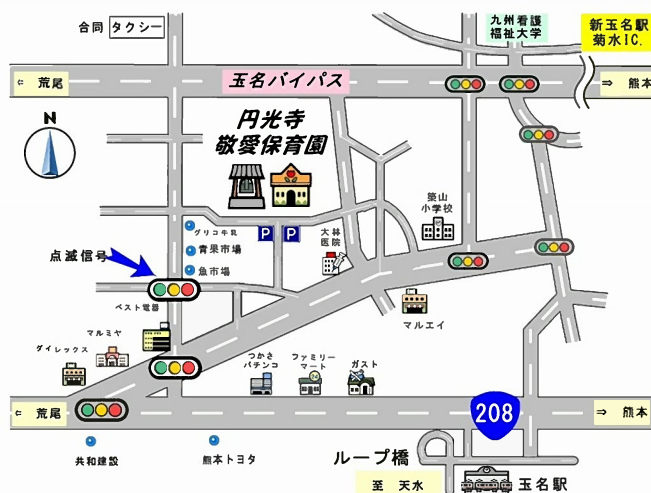 合同 タクシー
九州看護
福祉大学
新玉名駅
菊水IC.
⇐ 荒尾
玉名バイパス
⇒ 熊本
N
円光寺
敬愛保育園
築山
小学校
グリコ牛乳
P P
大林
医院
青果市場
点滅信号
魚市場
ベスト電器
マルエイ
マルミヤ
ダイレックス
つかさ
パチンコ
ファミリー
マート
ガスト
⇐ 荒尾
208
⇒ 熊本
共和建設
熊本トヨタ
ループ橋
至 天水
玉名駅